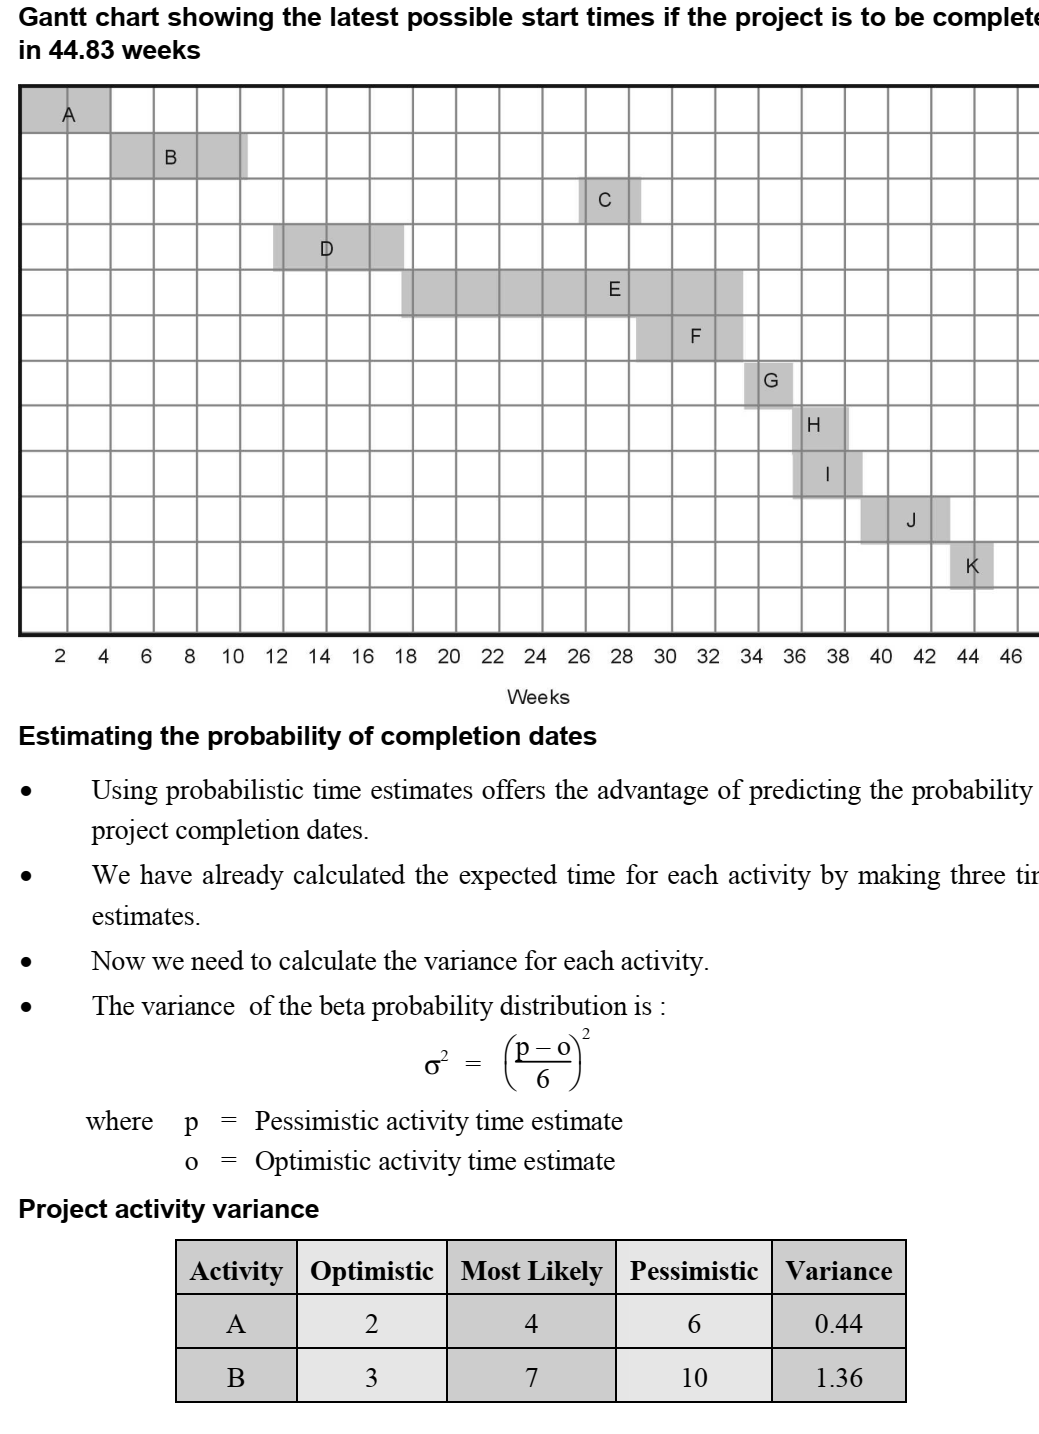 Gantt chart showing the latest possible start times if the project is to be complete
in 44.83 weeks
A
B
C
D
E
F
G
H
I
J
K
2 4 6 8 10 12 14 16 18 20 22 24 26 28 30 32 34 36 38 40 42 44 46
Weeks
Estimating the probability of completion dates
• Using probabilistic time estimates offers the advantage of predicting the probability
project completion dates.
• We have already calculated the expected time for each activity by making three
estimates.
• Now we need to calculate the variance for each activity.
• The variance of the beta probability distribution is :
σ² = ((p – o)/6)²
where p = Pessimistic activity time estimate
o = Optimistic activity time estimate
Project activity variance
Activity Optimistic Most Likely Pessimistic Variance
A 2 4 6 0.44
B 3 7 10 1.36